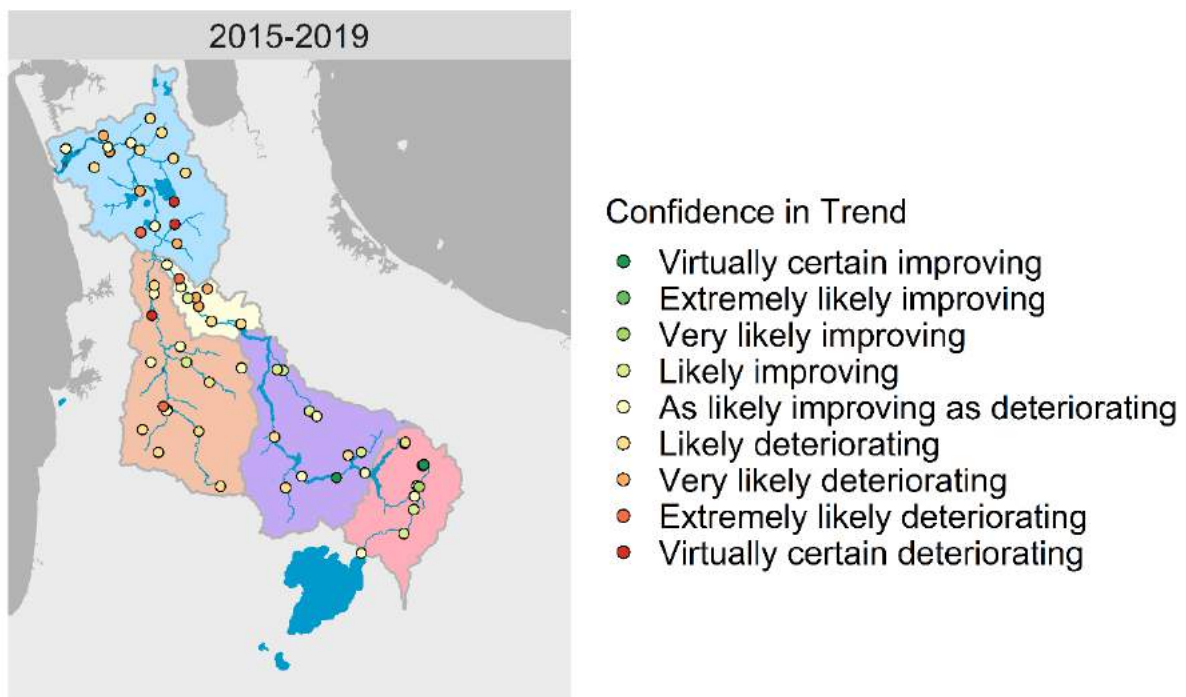 2015-2019
Confidence in Trend
Virtually certain improving
Extremely likely improving
Very likely improving
Likely improving
As likely improving as deteriorating
Likely deteriorating
Very likely deteriorating
Extremely likely deteriorating
Virtually certain deteriorating